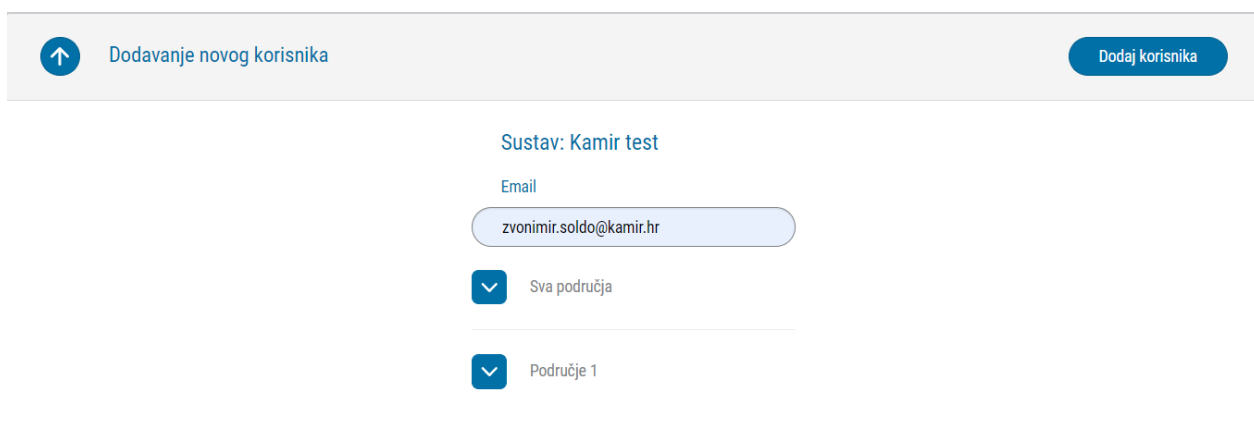 Dodavanje novog korisnika
Dodaj korisnika
Sustav: Kamir test
Email
zvonimir.soldo@kamir.hr
Sva područja
Područje 1